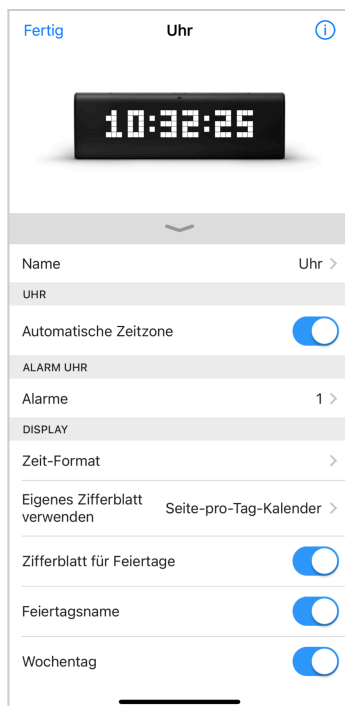 Fertig Uhr
10:32:25
Name Uhr
UHR
Automatische Zeitzone
ALARM UHR
Alarme 1
DISPLAY
Zeit-Format
Eigenes Zifferblatt
verwenden Seite-pro-Tag-Kalender
Zifferblatt für Feiertage
Feiertagsname
Wochentag